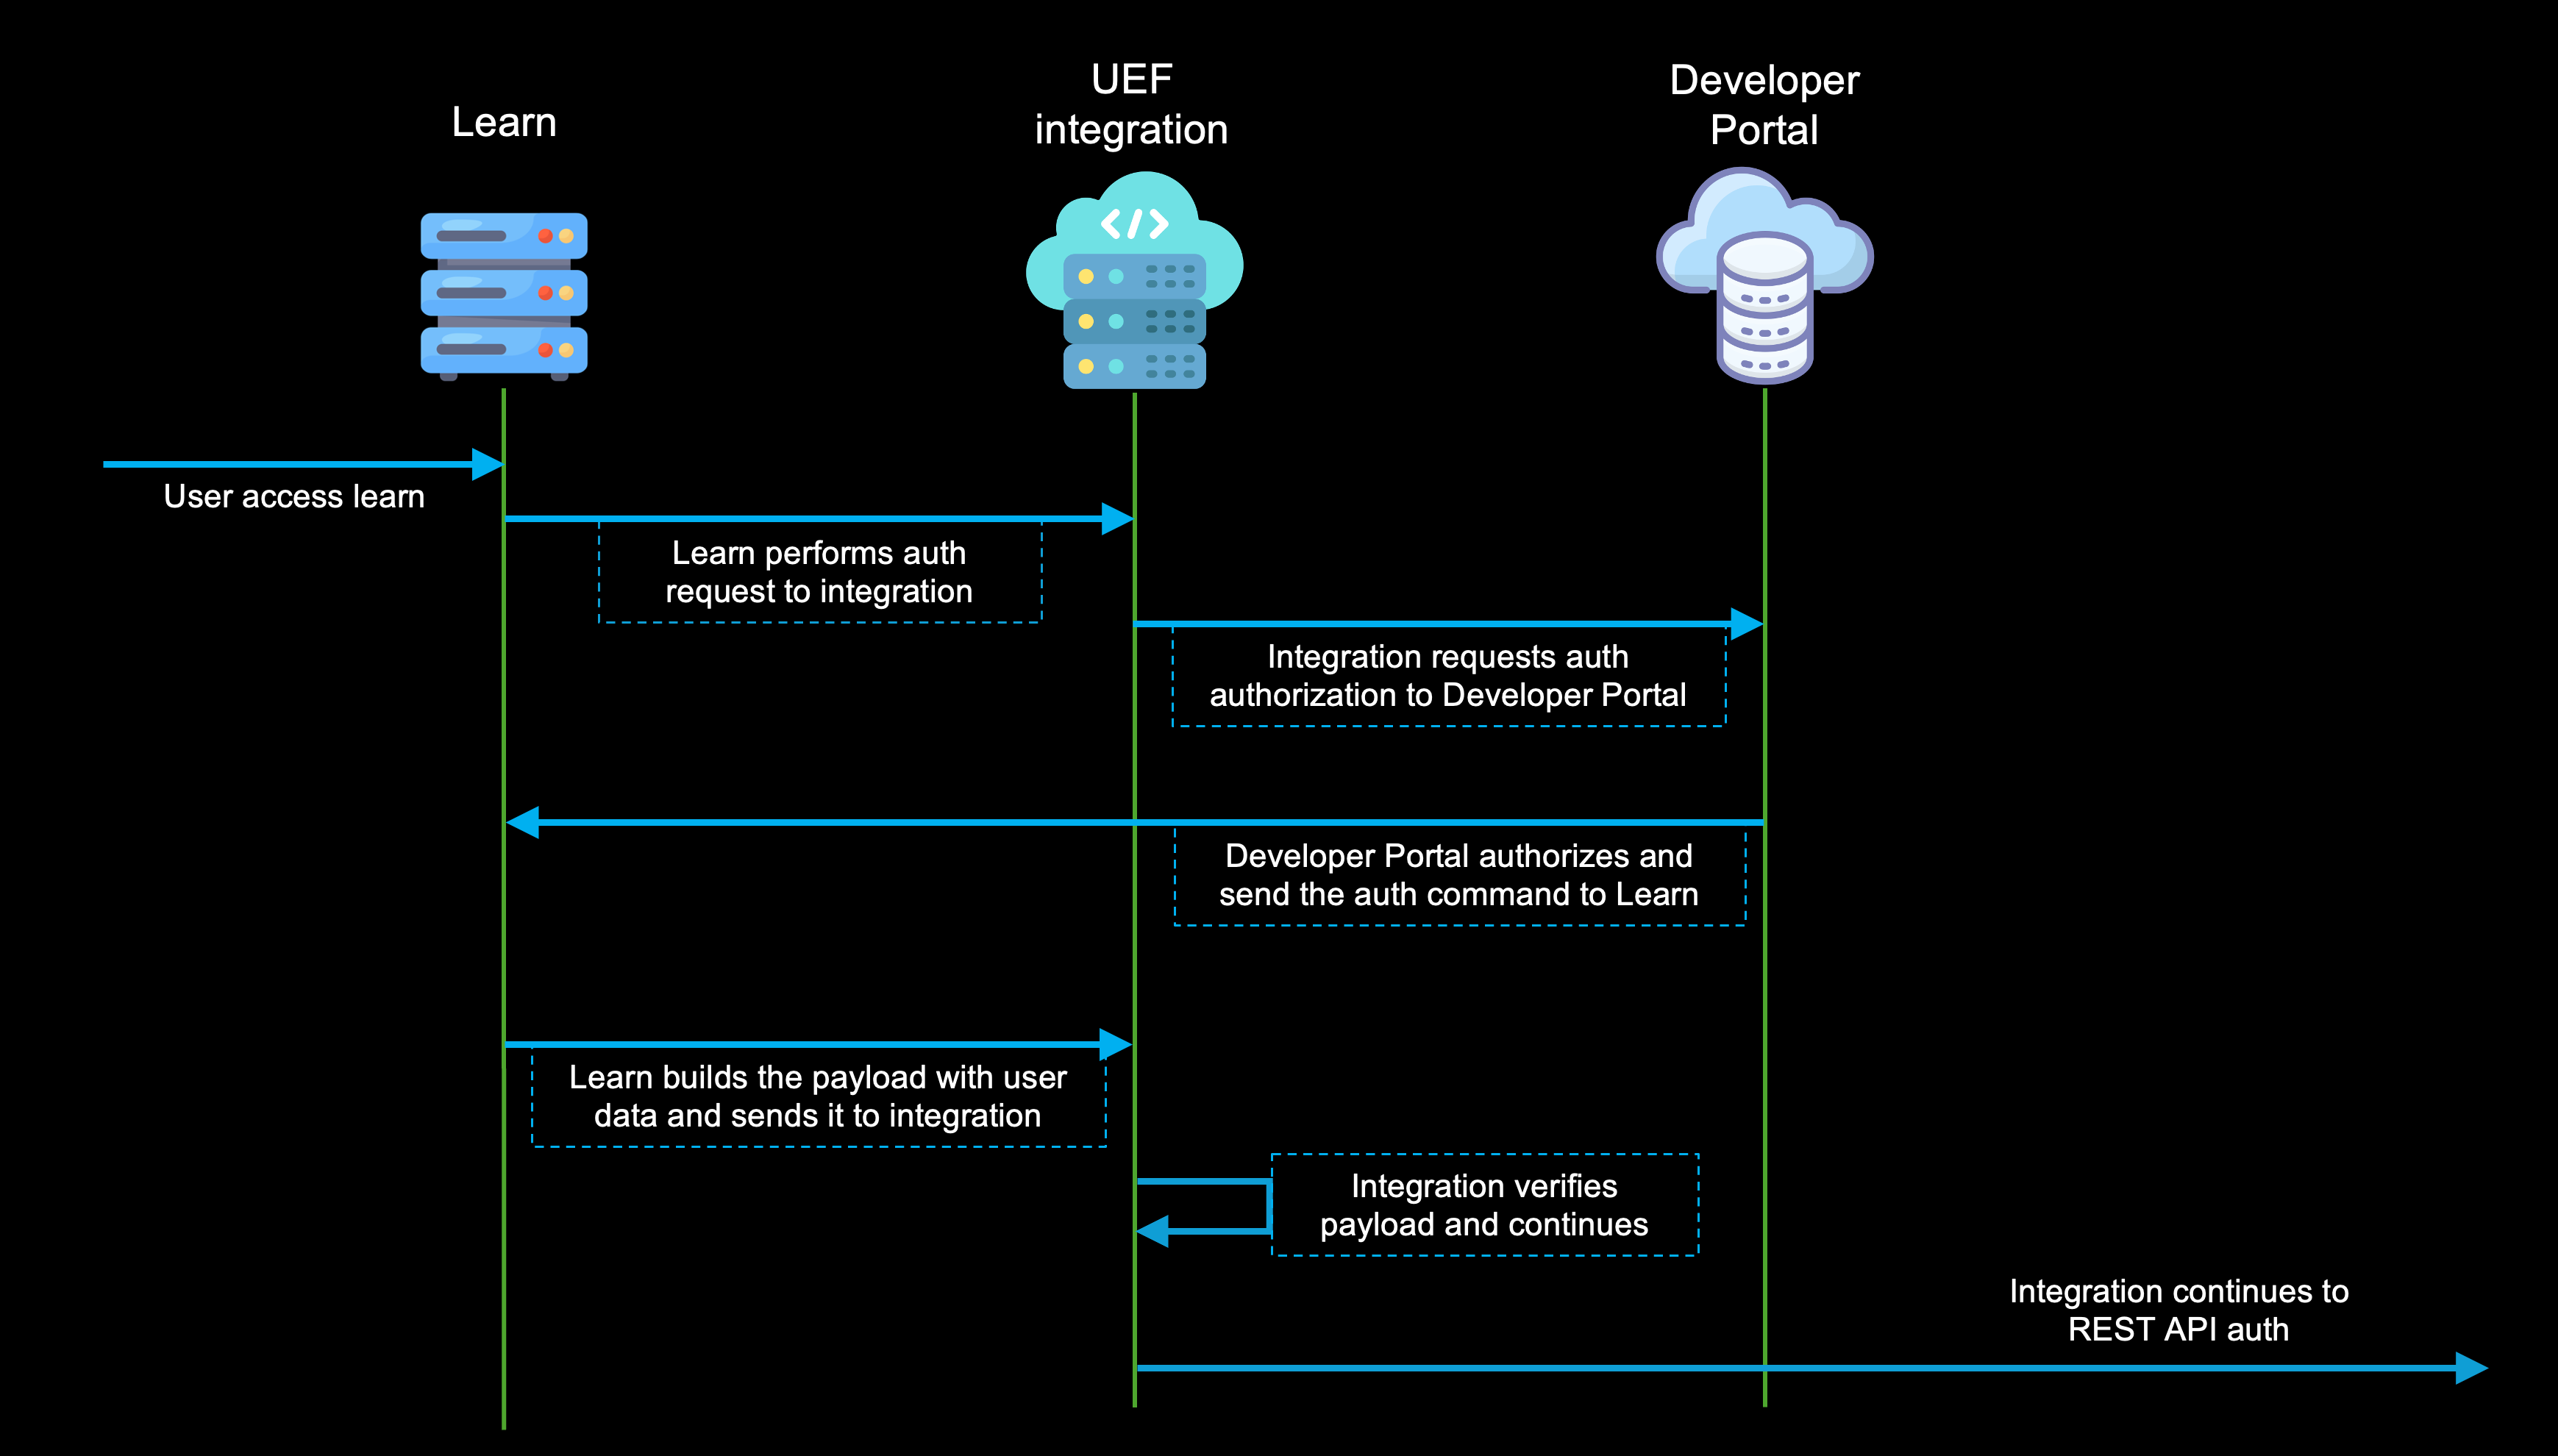 Learn
UEF
integration
Developer
Portal
</>
User access learn
Learn performs auth
request to integration
Integration requests auth
authorization to Developer Portal
Developer Portal authorizes and
send the auth command to Learn
Learn builds the payload with user
data and sends it to integration
Integration verifies
payload and continues
Integration continues to
REST API auth